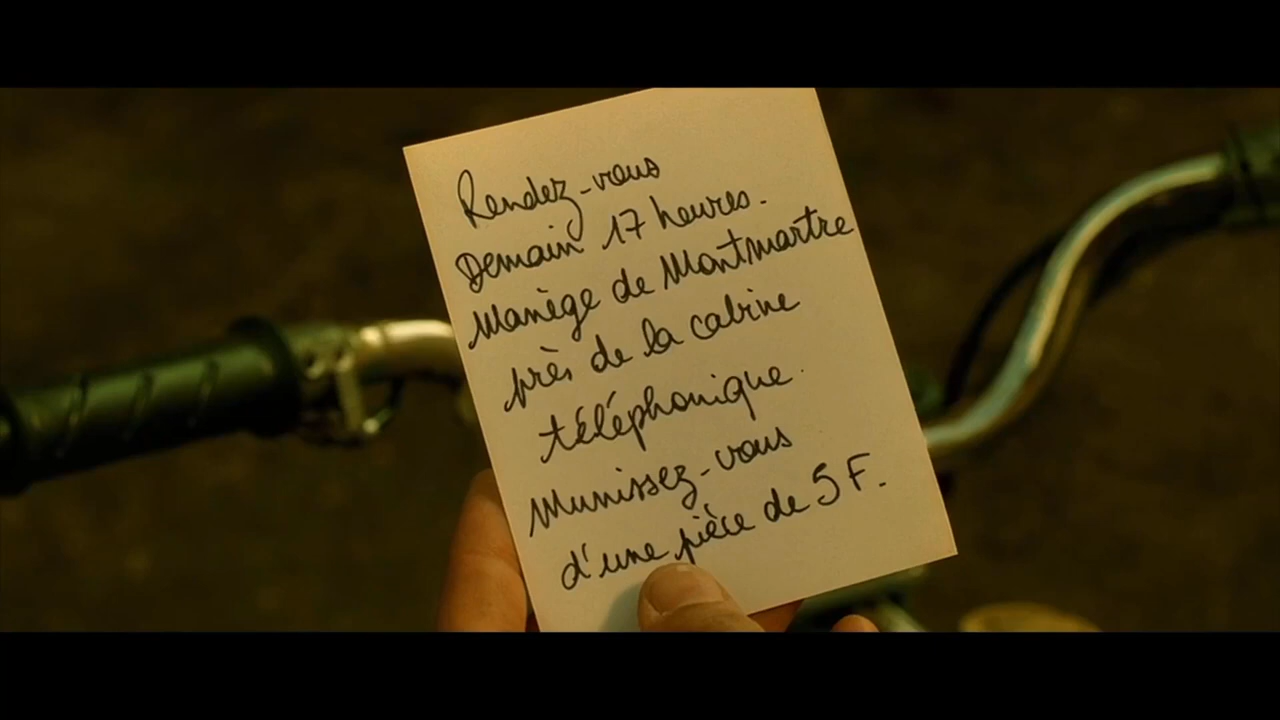 Rendez-vous
Demain 17 heures.
Manège de Montmartre
près de la cabine
téléphonique.
Munissez-vous
d'une pièce de 5 F.